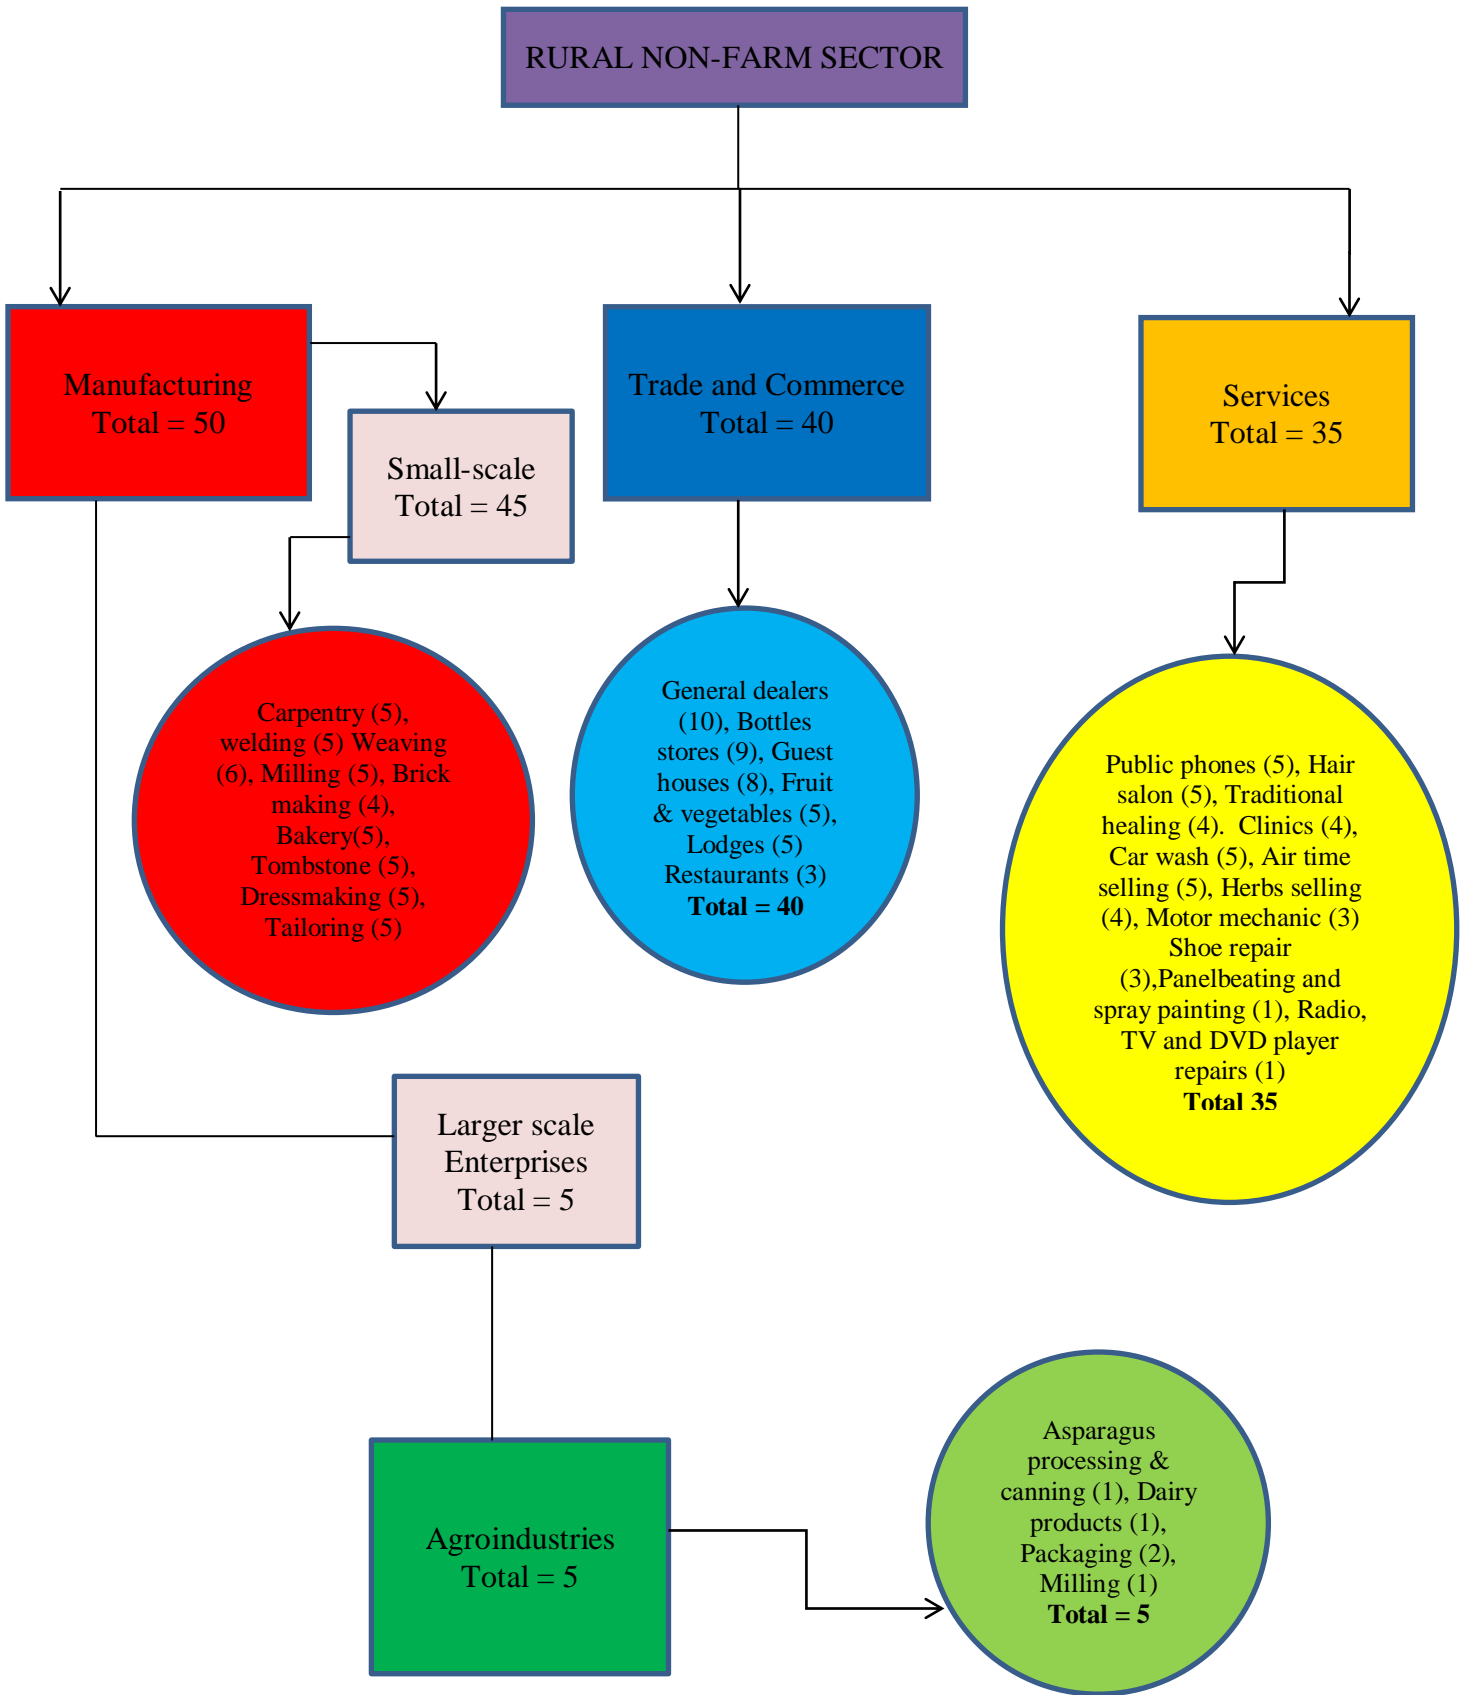 RURAL NON-FARM SECTOR
Manufacturing
Total = 50
Small-scale
Total = 45
Trade and Commerce
Total = 40
Services
Total = 35
Carpentry (5),
welding (5) Weaving
(6), Milling (5), Brick
making (4),
Bakery(5),
Tombstone (5),
Dressmaking (5),
Tailoring (5)
General dealers
(10), Bottles
stores (9), Guest
houses (8), Fruit
& vegetables (5),
Lodges (5)
Restaurants (3)
Total = 40
Public phones (5), Hair
salon (5), Traditional
healing (4).  Clinics (4),
Car wash (5), Air time
selling (5), Herbs selling
(4), Motor mechanic (3)
Shoe repair
(3),Panelbeating and
spray painting (1), Radio,
TV and DVD player
repairs (1)
Total 35
Larger scale
Enterprises
Total = 5
Agroindustries
Total = 5
Asparagus
processing &
canning (1), Dairy
products (1),
Packaging (2),
Milling (1)
Total = 5